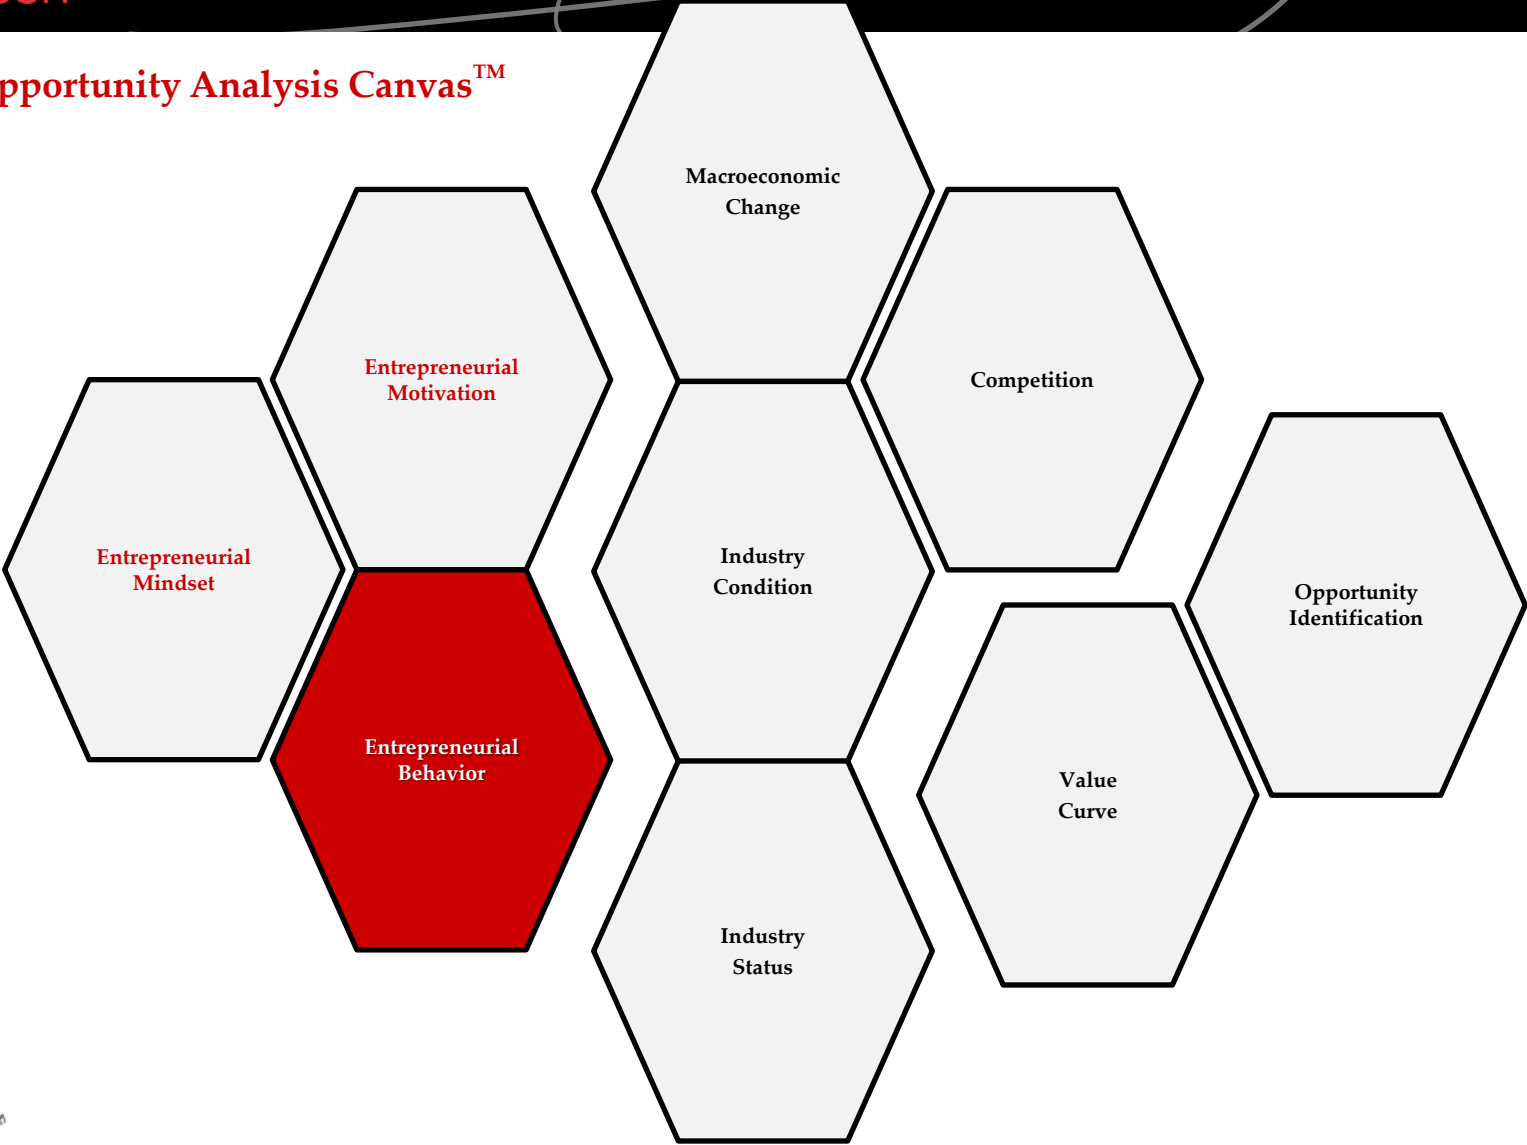 pportunity Analysis Canvas™
Macroeconomic
Change
Entrepreneurial
Motivation
Competition
Entrepreneurial
Mindset
Industry
Condition
Opportunity
Identification
Entrepreneurial
Behavior
Value
Curve
Industry
Status